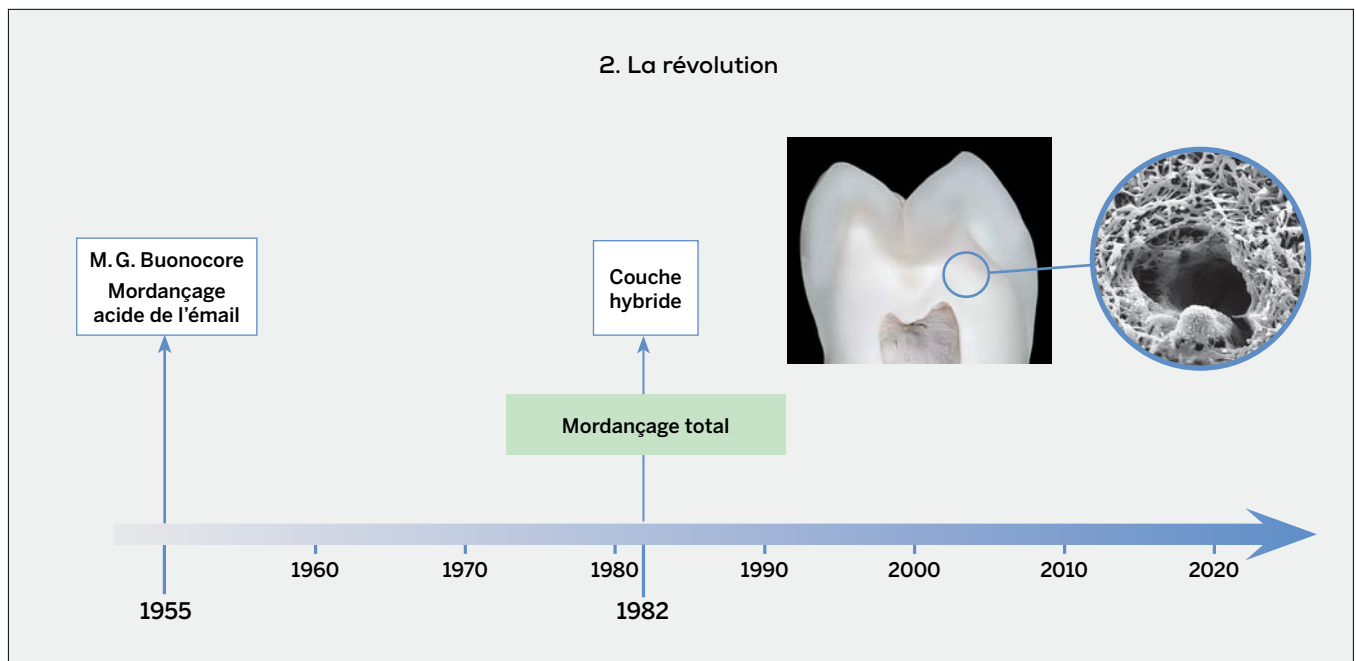 2. La révolution
M. G. Buonocore
Mordançage
acide de l'émail
Couche
hybride
Mordançage total
1960
1970
1980
1990
2000
2010
2020
1955
1982